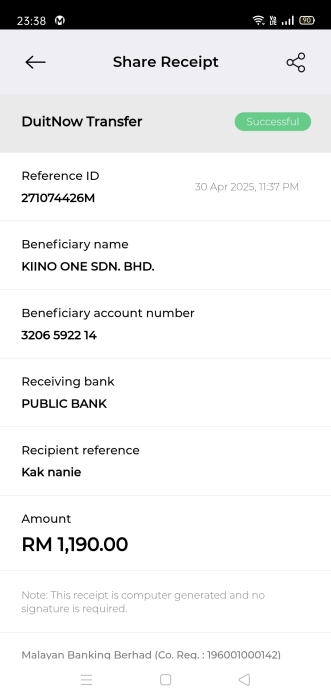 23:38 M 90
Share Receipt
DuitNow Transfer Successful
Reference ID
271074426M 30 Apr 2025, 11:37 PM
Beneficiary name
KIINO ONE SDN. BHD.
Beneficiary account number
3206 5922 14
Receiving bank
PUBLIC BANK
Recipient reference
Kak nanie
Amount
RM 1,190.00
Note: This receipt is computer generated and no
signature is required.
Malayan Banking Berhad (Co. Reg. : 196001000142)